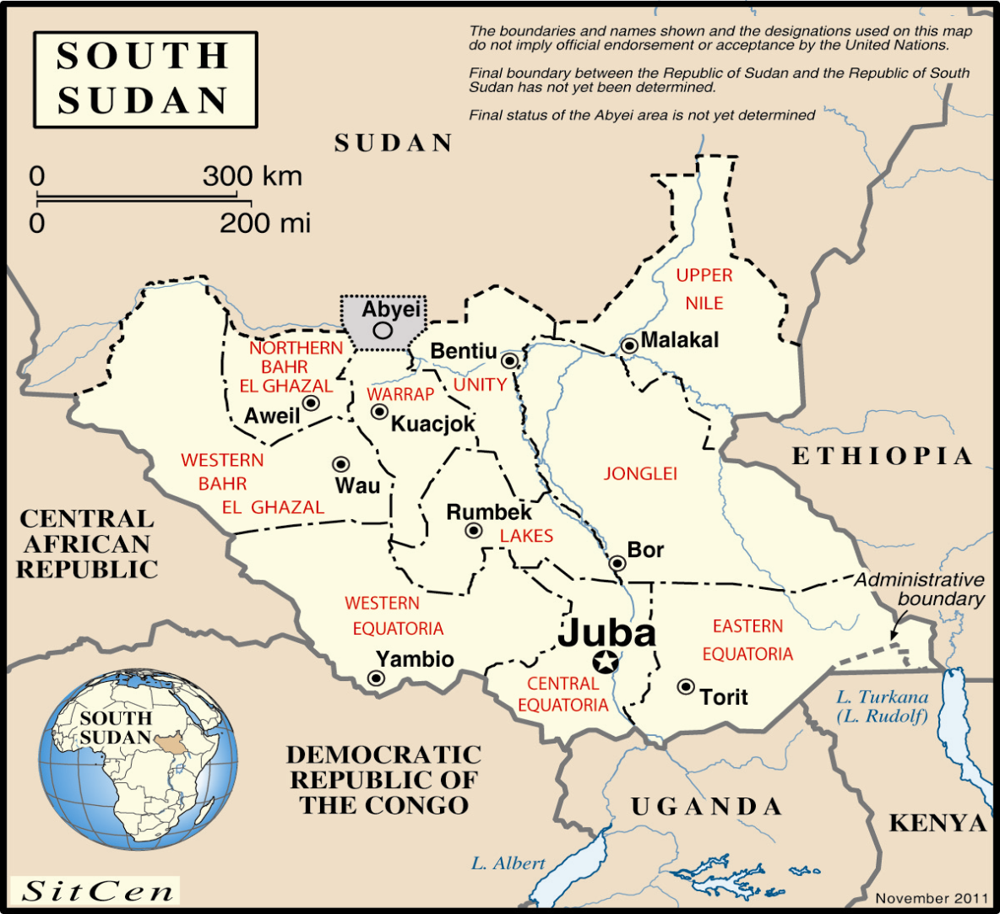 SOUTH
SUDAN
The boundaries and names shown and the designations used on this map
do not imply official endorsement or acceptance by the United Nations.
Final boundary between the Republic of Sudan and the Republic of South
Sudan has not yet been determined.
Final status of the Abyei area is not yet determined
SUDAN
0 300 km
0 200 mi
UPPER
NILE
Abyei
Malakal
Bentiu
NORTHERN
BAHR
EL GHAZAL
Aweil
WARRAP
Kuacjok
UNITY
ETHIOPIA
WESTERN
BAHR
EL GHAZAL
Wau
JONGLEI
CENTRAL
AFRICAN
REPUBLIC
Rumbek
LAKES
Bor
Administrative
boundary
WESTERN
EQUATORIA
Yambio
Juba
EASTERN
EQUATORIA
CENTRAL
EQUATORIA
Torit
L. Turkana
(L. Rudolf)
SOUTH
SUDAN
DEMOCRATIC
REPUBLIC OF
THE CONGO
UGANDA
KENYA
L. Albert
SitCen
November 2011